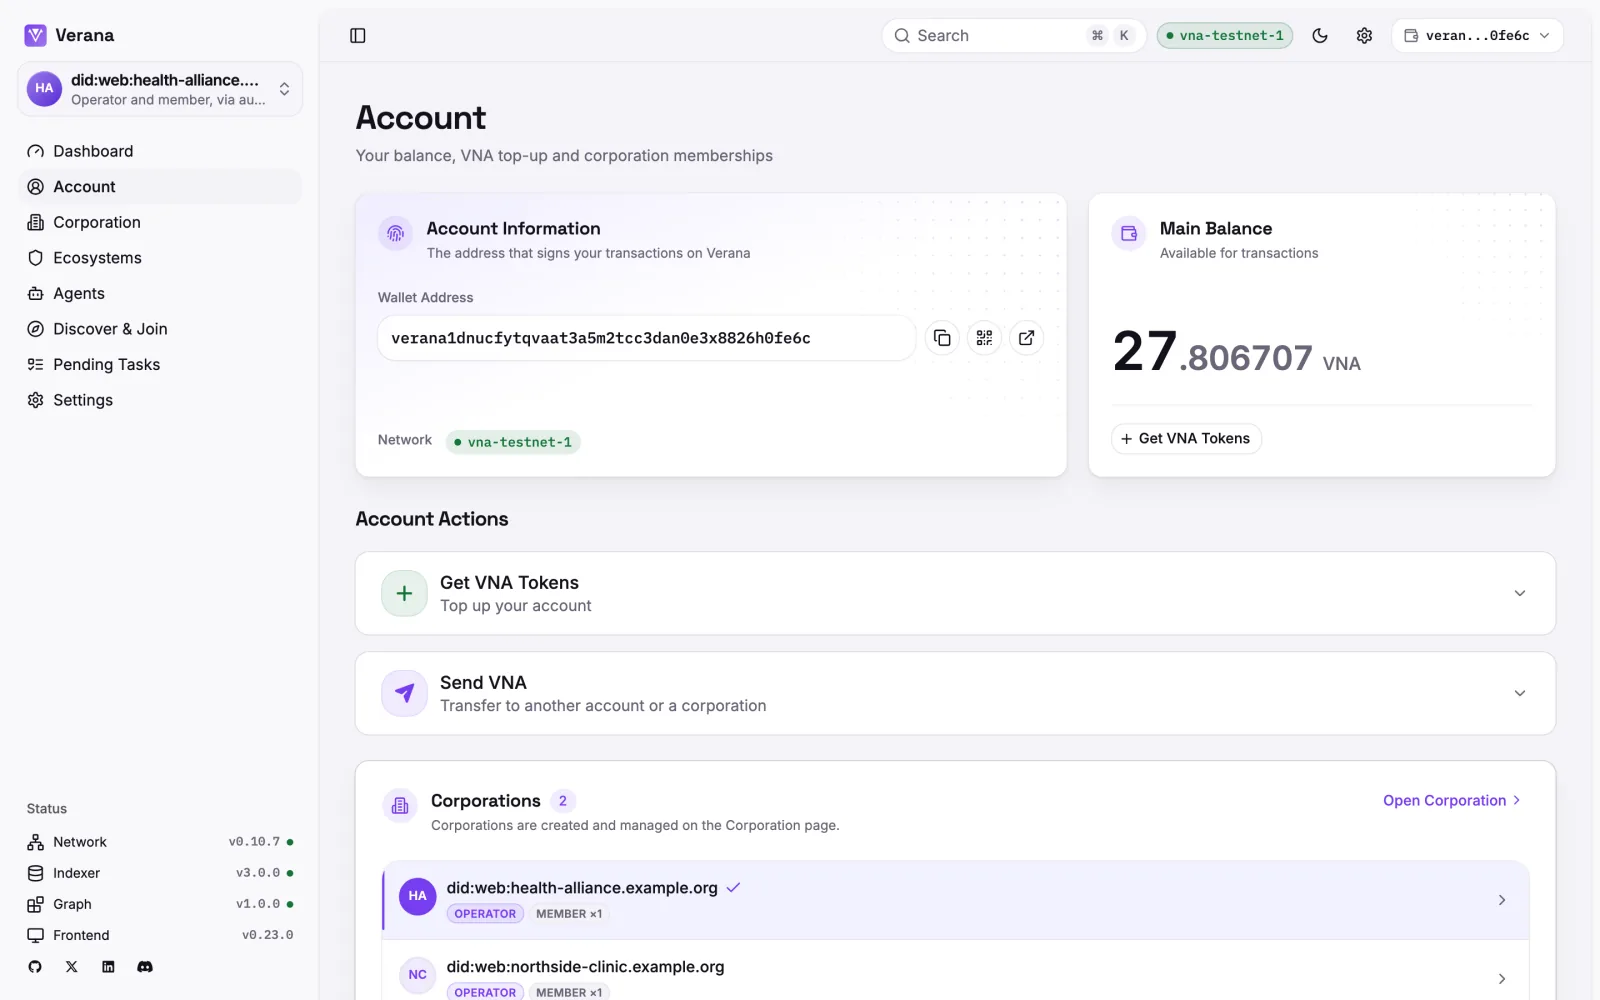 Verana
HA
did:web:health-alliance....
Operator and member, via au...
Dashboard
Account
Corporation
Ecosystems
Agents
Discover & Join
Pending Tasks
Settings
Status
Network v0.10.7
Indexer v3.0.0
Graph v1.0.0
Frontend v0.23.0
Search ⌘ K
vna-testnet-1
veran...0fe6c
Account
Your balance, VNA top-up and corporation memberships
Account Information
The address that signs your transactions on Verana
Wallet Address
verana1dnucfytqvaat3a5m2tcc3dan0e3x8826h0fe6c
Network vna-testnet-1
Main Balance
Available for transactions
27.806707 VNA
+ Get VNA Tokens
Account Actions
Get VNA Tokens
Top up your account
Send VNA
Transfer to another account or a corporation
Corporations 2
Corporations are created and managed on the Corporation page.
Open Corporation
HA
did:web:health-alliance.example.org
OPERATOR MEMBER ×1
NC
did:web:northside-clinic.example.org
OPERATOR MEMBER ×1